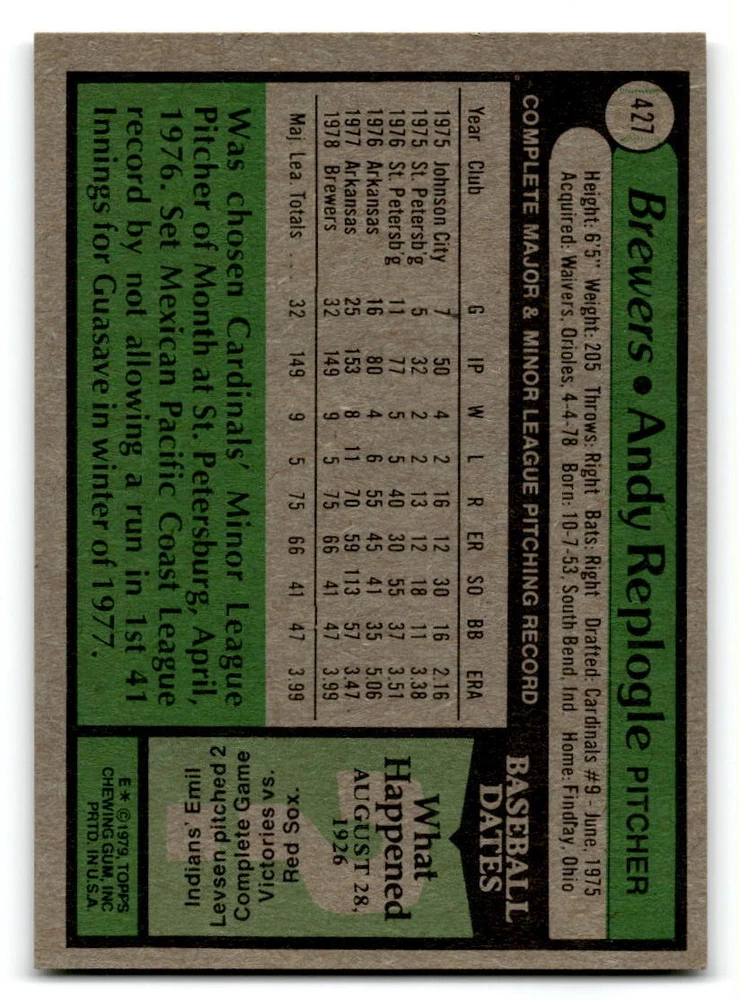 427
Brewers • Andy Replogle PITCHER
Height: 6'5" Weight: 205 Throws: Right Bats: Right Drafted: Cardinals #9 - June, 1975
Acquired: Waivers, Orioles, 4-4-78 Born: 10-7-53, South Bend, Ind. Home: Findlay, Ohio
COMPLETE MAJOR & MINOR LEAGUE PITCHING RECORD
Year Club G IP W L R ER SO BB ERA
1975 Johnson City 7 50 4 2 16 12 30 16 2.16
1975 St. Petersb'g 5 32 2 2 13 12 18 11 3.38
1976 St. Petersb'g 11 77 5 5 40 30 55 37 3.51
1976 Arkansas 16 80 4 6 55 45 41 35 5.06
1977 Arkansas 25 153 8 11 70 59 113 57 3.47
1978 Brewers 32 149 9 5 75 66 41 47 3.99
Maj. Lea. Totals .... 32 149 9 5 75 66 41 47 3.99
Was chosen Cardinals' Minor League
Pitcher of Month at St. Petersburg, April,
1976. Set Mexican Pacific Coast League
record by not allowing a run in 1st 41
Innings for Guasave in winter of 1977.
BASEBALL
DATES
What
Happened
AUGUST 28,
1926
Indians' Emil
Levsen pitched 2
Complete Game
Victories vs.
Red Sox.
E* ©1979, TOPPS
CHEWING GUM, INC
PRTD. IN U.S.A.